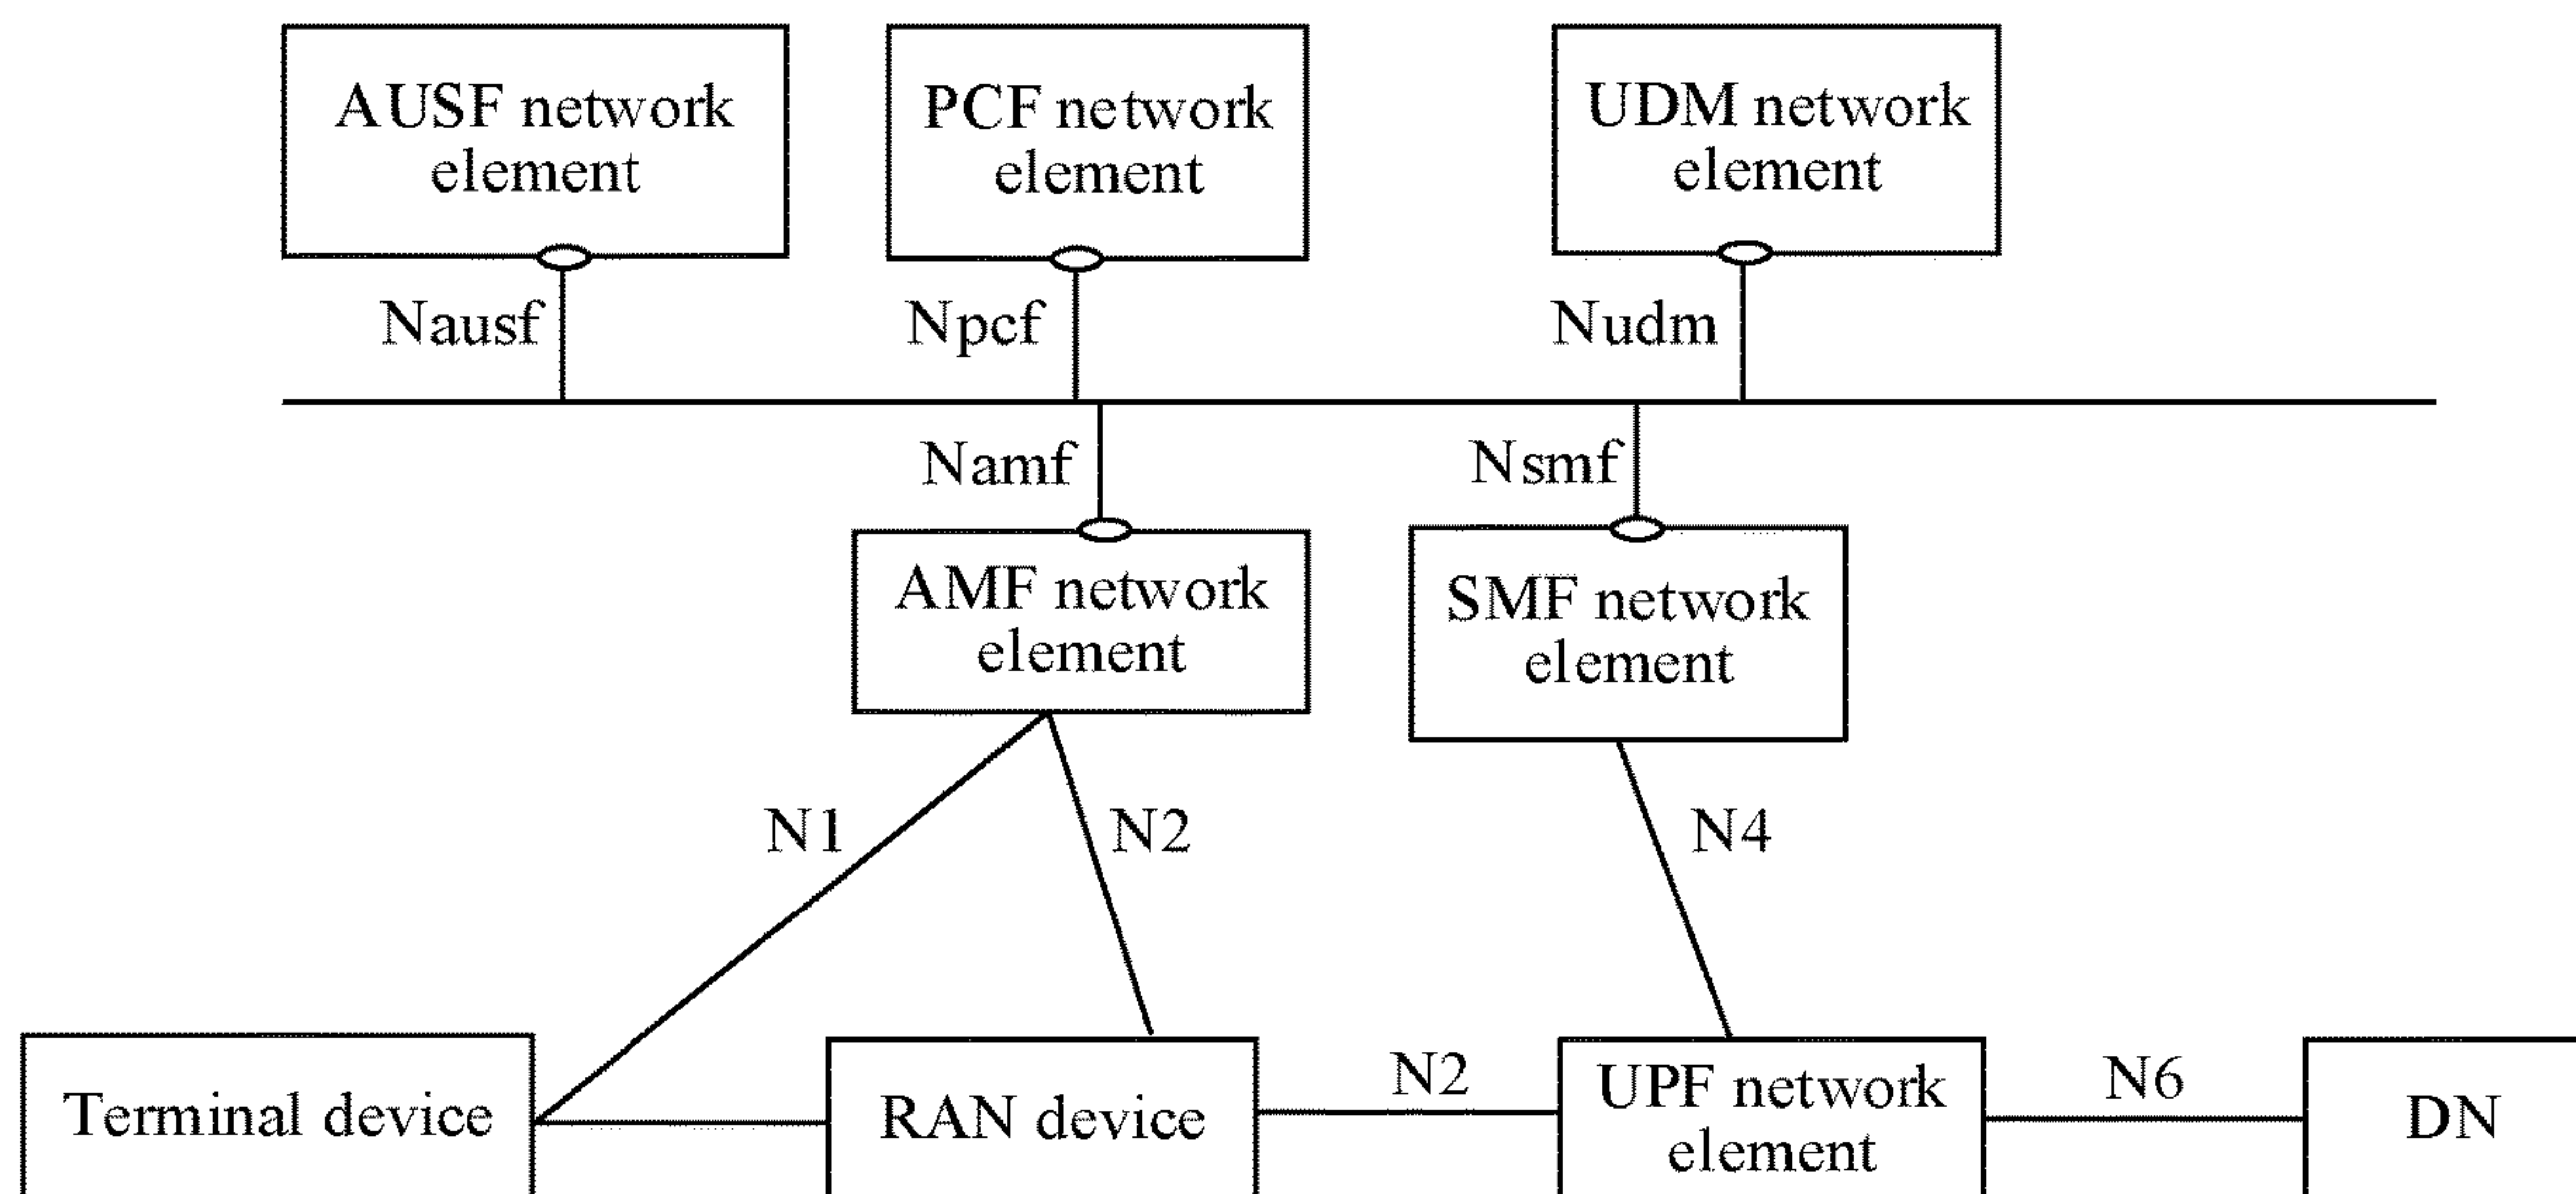 AUSF network
element
PCF network
element
UDM network
element
Nausf
Npcf
Nudm
Namf
Nsmf
AMF network
element
SMF network
element
N1
N2
N4
Terminal device
RAN device
N2
UPF network
element
N6
DN